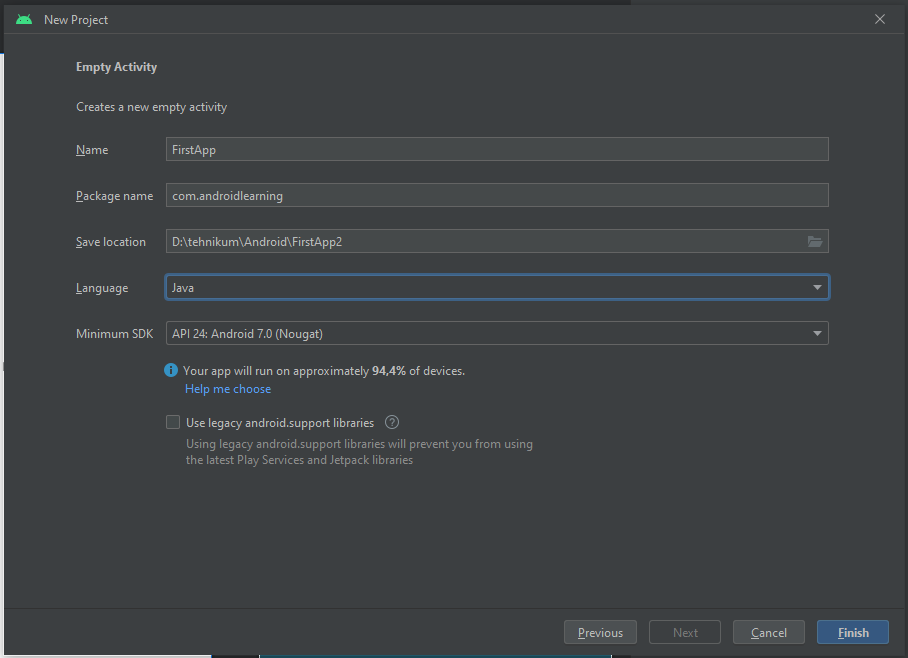 New Project
Empty Activity
Creates a new empty activity
Name FirstApp
Package name com.androidlearning
Save location D:\tehnikum\Android\FirstApp2
Language Java
Minimum SDK API 24: Android 7.0 (Nougat)
Your app will run on approximately 94,4% of devices.
Help me choose
Use legacy android.support libraries ?
Using legacy android.support libraries will prevent you from using
the latest Play Services and Jetpack libraries
Previous Next Cancel Finish